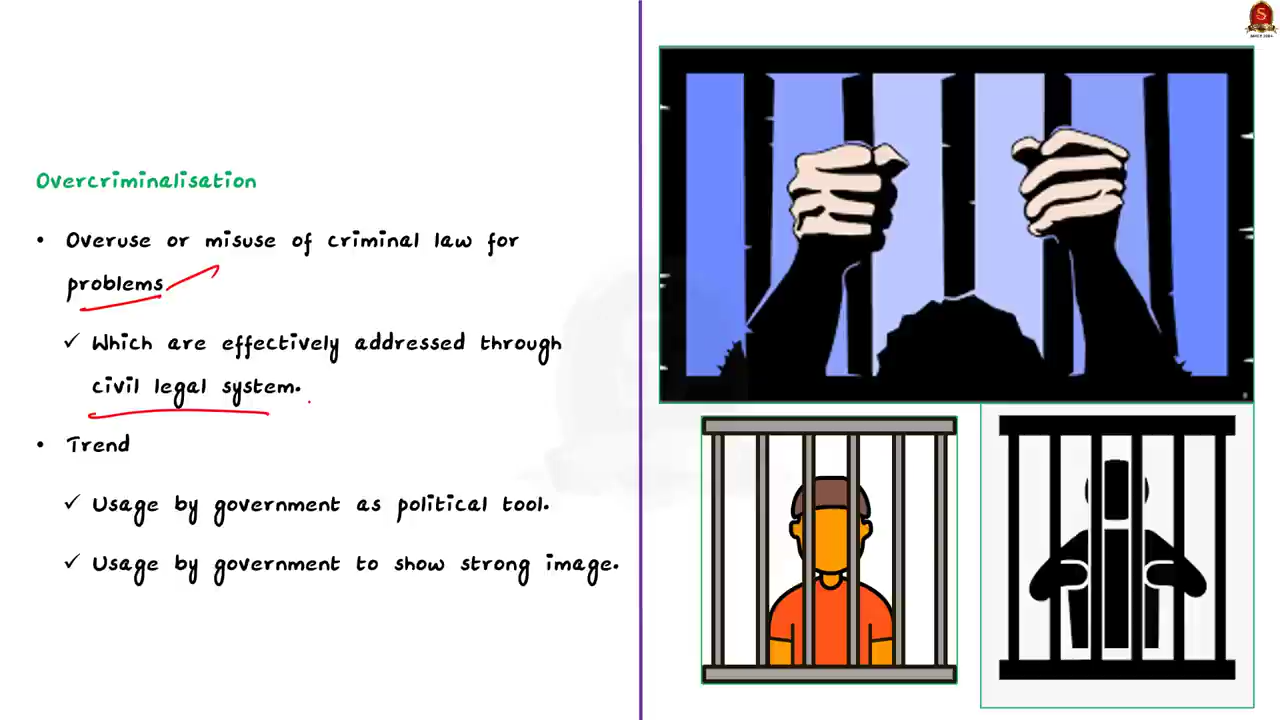 Overcriminalisation
• Overuse or misuse of criminal law for
problems
✓ Which are effectively addressed through
civil legal system.
• Trend
✓ Usage by government as political tool.
✓ Usage by government to show strong image.
S